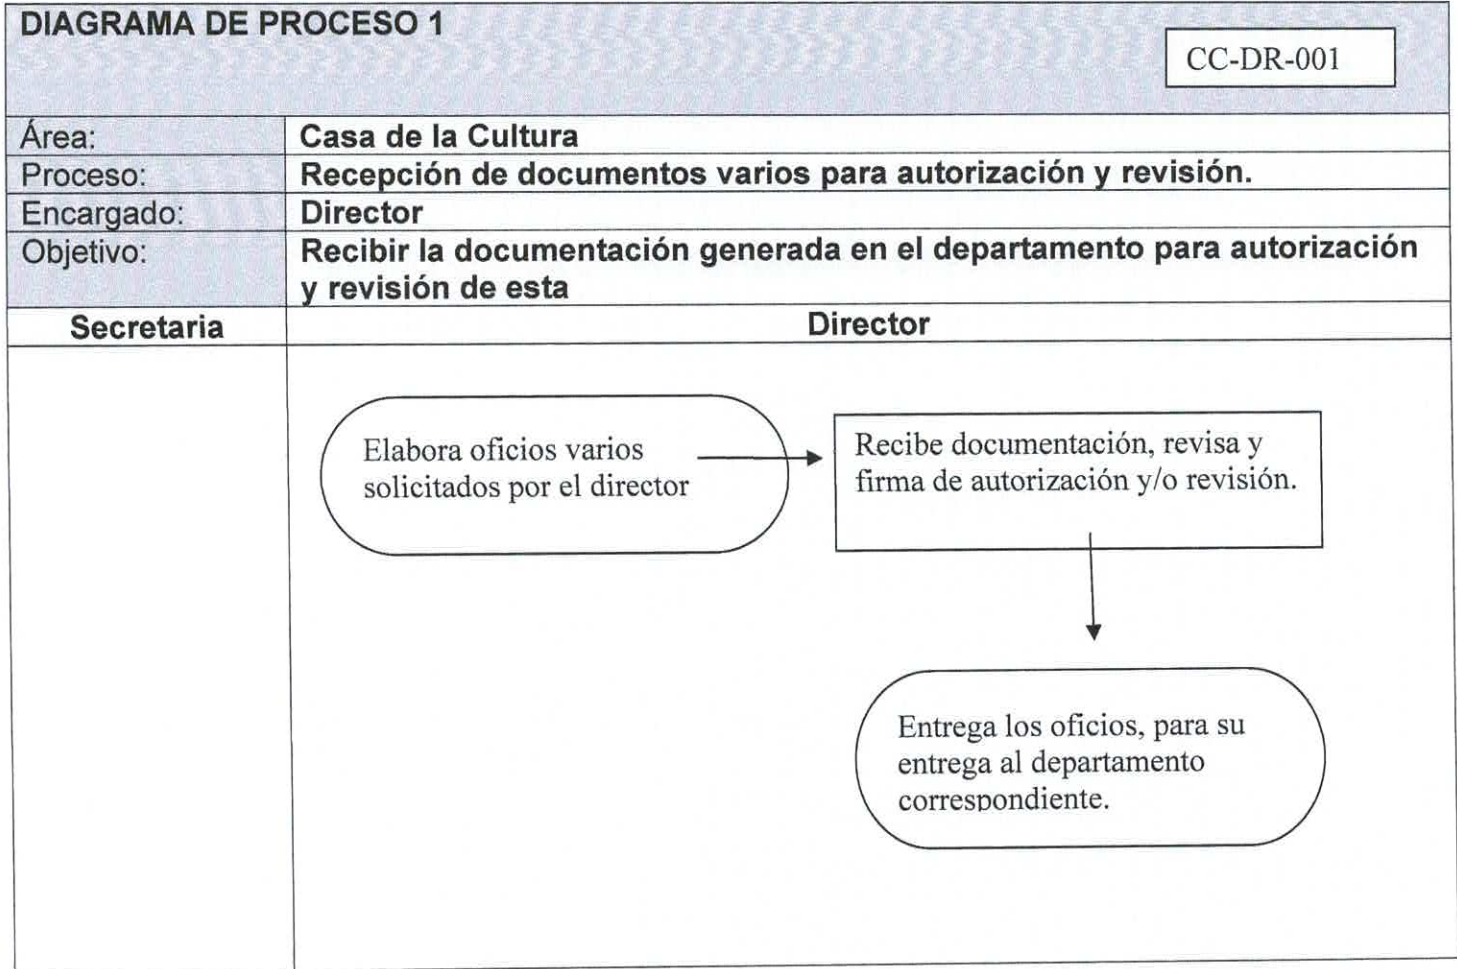 DIAGRAMA DE PROCESO 1
CC-DR-001
Área:
Casa de la Cultura
Proceso:
Recepción de documentos varios para autorización y revisión.
Encargado:
Director
Objetivo:
Recibir la documentación generada en el departamento para autorización
y revisión de esta
Secretaria
Director
Elabora oficios varios
solicitados por el director
Recibe documentación, revisa y
firma de autorización y/o revisión.
Entrega los oficios, para su
entrega al departamento
correspondiente.